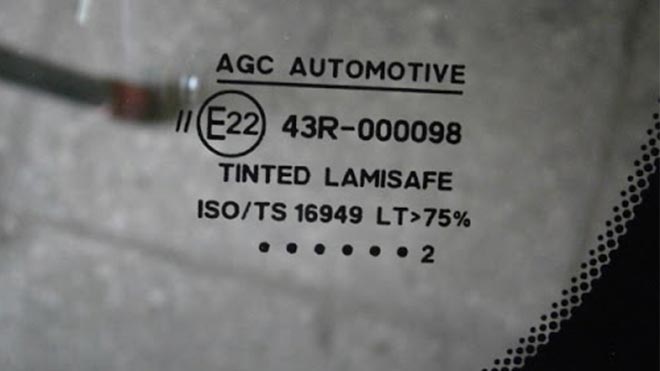 AGC AUTOMOTIVE
// E22 43R-000098
TINTED LAMISAFE
ISO/TS 16949 LT>75%
• • • • • • 2